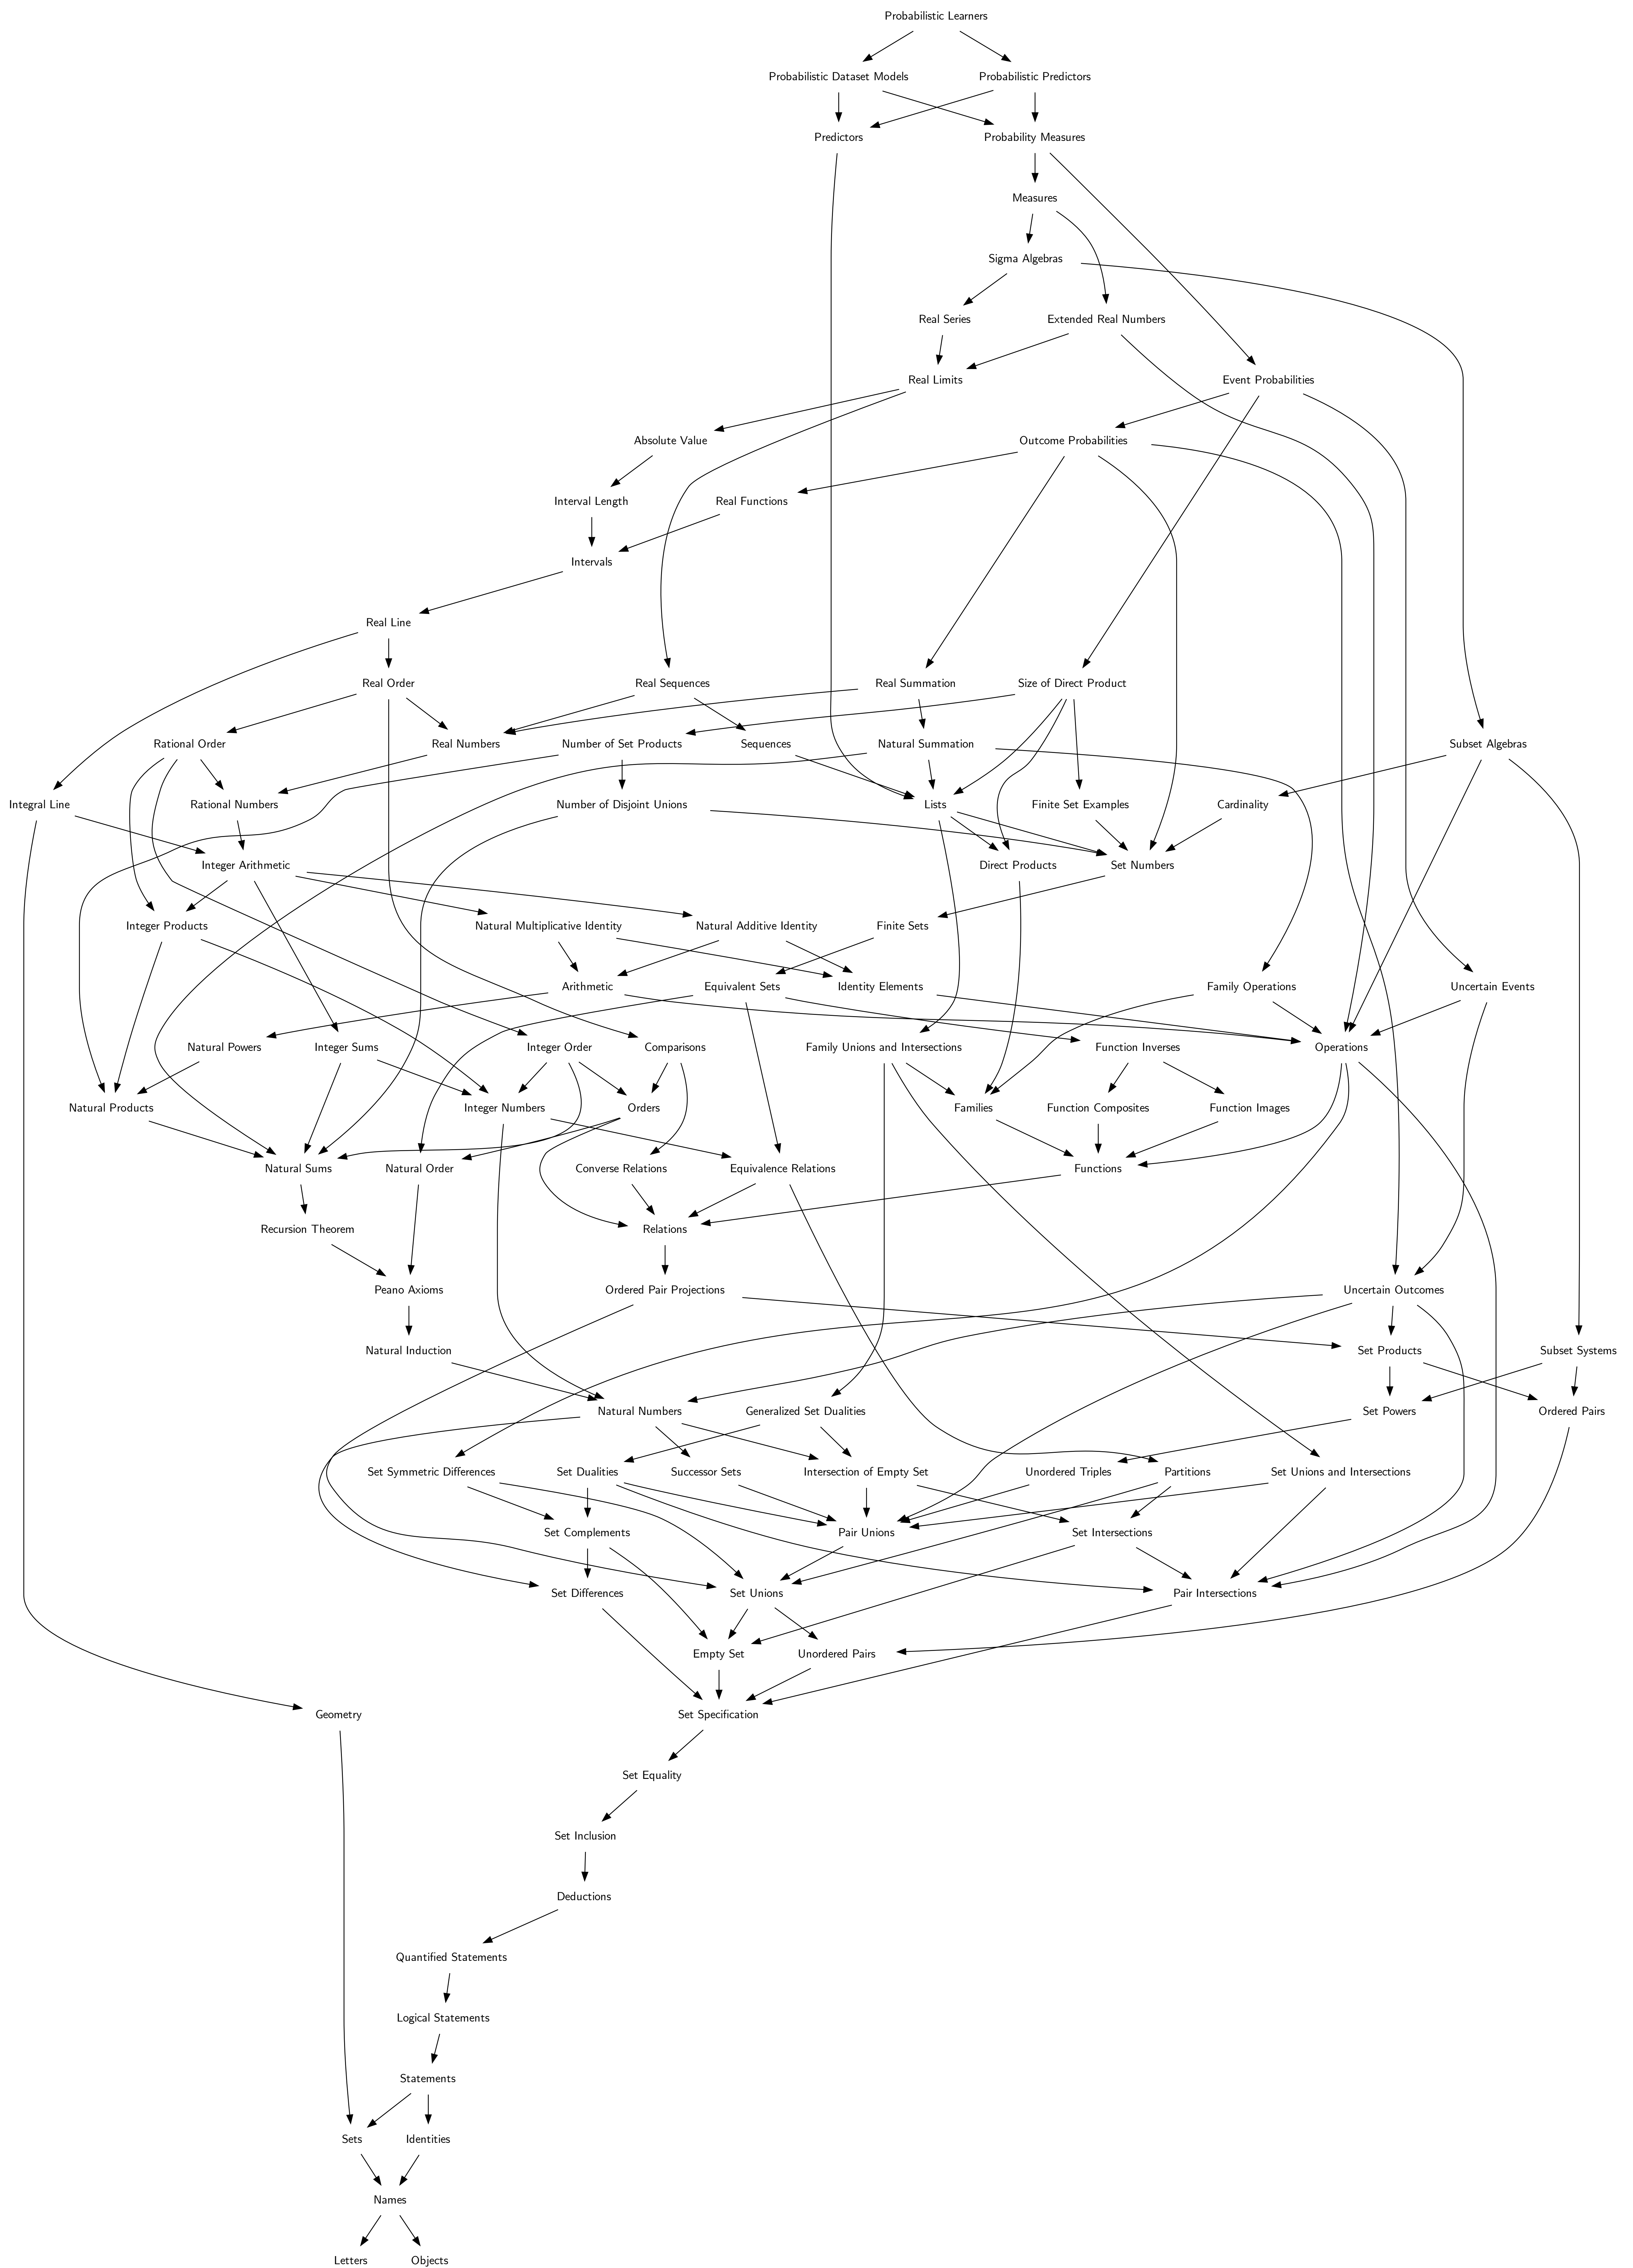 Probabilistic Learners
Probabilistic Dataset Models
Probabilistic Predictors
Predictors
Probability Measures
Measures
Sigma Algebras
Real Series
Extended Real Numbers
Real Limits
Event Probabilities
Absolute Value
Outcome Probabilities
Interval Length
Real Functions
Intervals
Real Line
Real Order
Real Sequences
Real Summation
Size of Direct Product
Rational Order
Real Numbers
Number of Set Products
Sequences
Natural Summation
Subset Algebras
Integral Line
Rational Numbers
Number of Disjoint Unions
Lists
Finite Set Examples
Cardinality
Integer Arithmetic
Direct Products
Set Numbers
Integer Products
Natural Multiplicative Identity
Natural Additive Identity
Finite Sets
Arithmetic
Equivalent Sets
Identity Elements
Family Operations
Uncertain Events
Natural Powers
Integer Sums
Integer Order
Comparisons
Family Unions and Intersections
Function Inverses
Operations
Natural Products
Integer Numbers
Orders
Families
Function Composites
Function Images
Natural Sums
Natural Order
Converse Relations
Equivalence Relations
Functions
Recursion Theorem
Relations
Peano Axioms
Ordered Pair Projections
Uncertain Outcomes
Natural Induction
Set Products
Subset Systems
Natural Numbers
Generalized Set Dualities
Set Powers
Ordered Pairs
Set Symmetric Differences
Set Dualities
Successor Sets
Intersection of Empty Set
Unordered Triples
Partitions
Set Unions and Intersections
Set Complements
Pair Unions
Set Intersections
Set Differences
Set Unions
Pair Intersections
Empty Set
Unordered Pairs
Geometry
Set Specification
Set Equality
Set Inclusion
Deductions
Quantified Statements
Logical Statements
Statements
Sets
Identities
Names
Letters
Objects